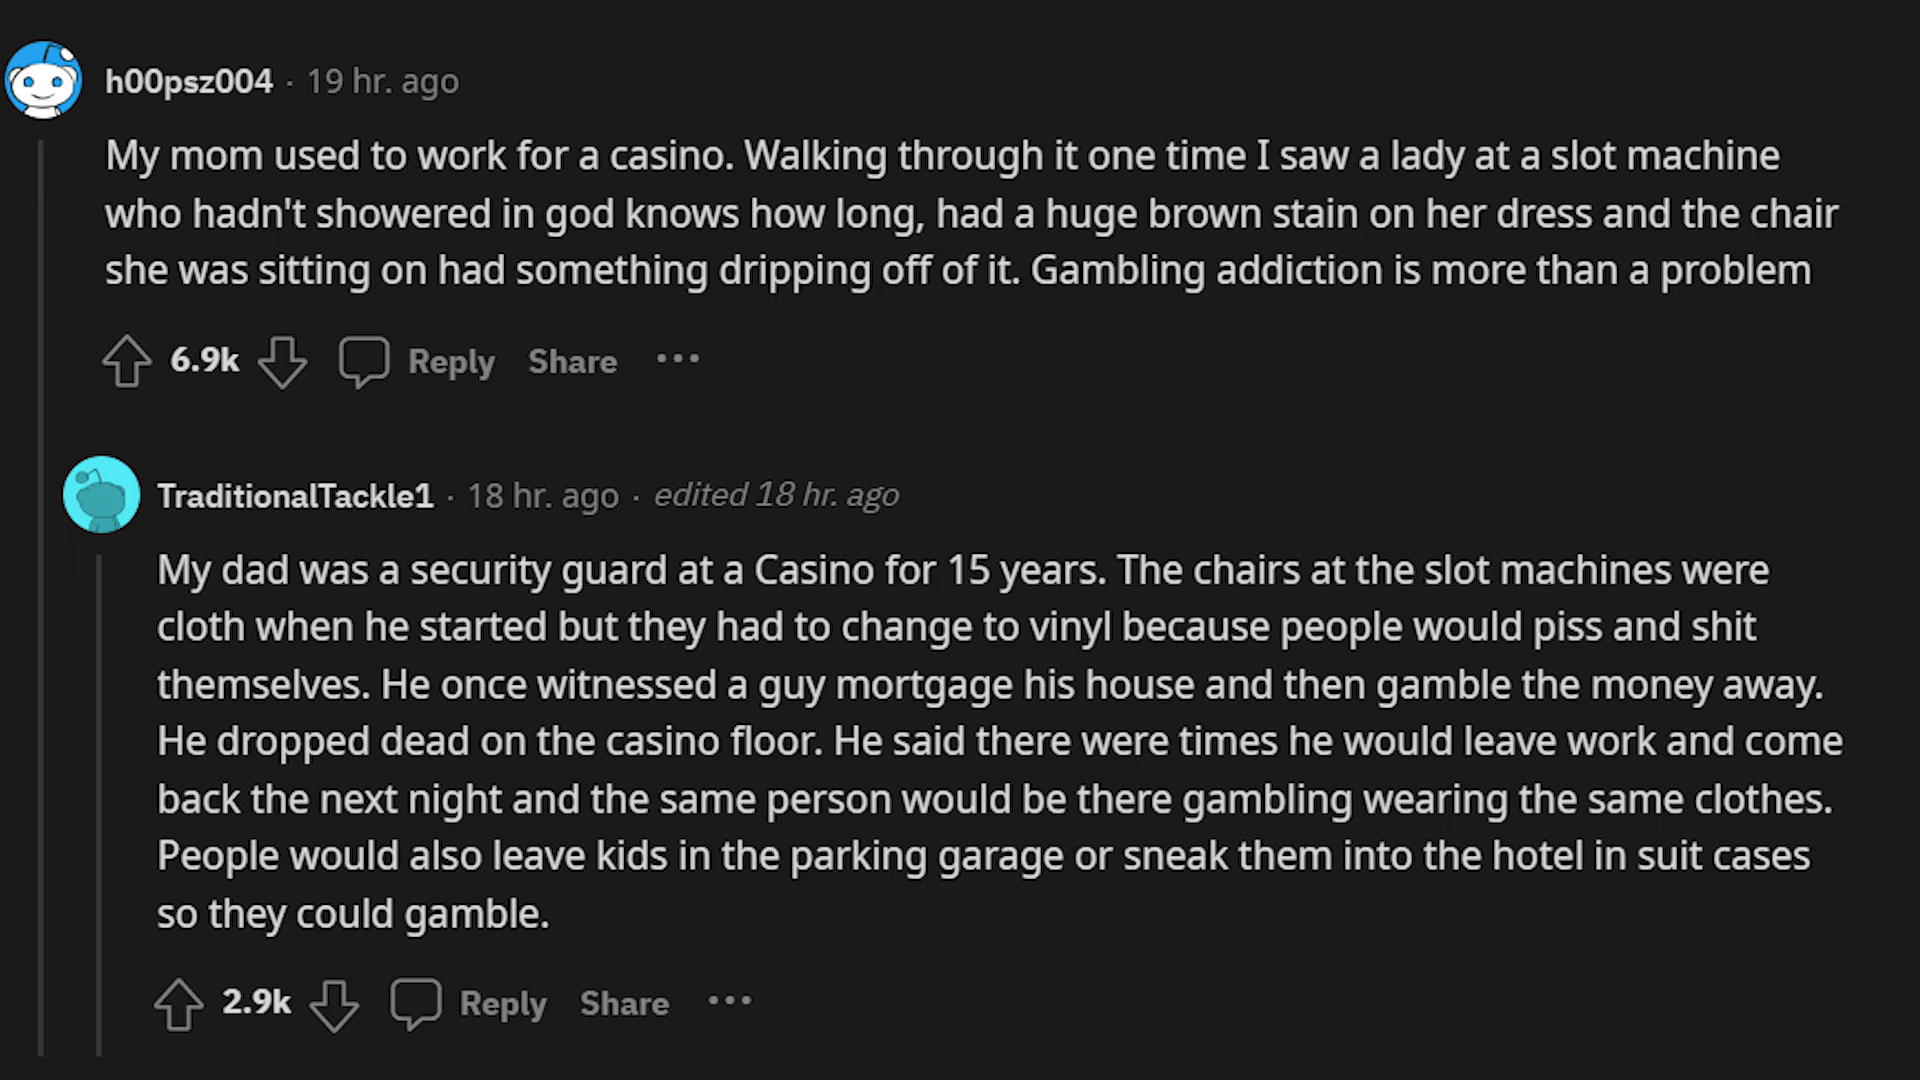 h00psz004 · 19 hr. ago
My mom used to work for a casino. Walking through it one time I saw a lady at a slot machine
who hadn't showered in god knows how long, had a huge brown stain on her dress and the chair
she was sitting on had something dripping off of it. Gambling addiction is more than a problem
6.9k Reply Share ···
TraditionalTackle1 · 18 hr. ago · edited 18 hr. ago
My dad was a security guard at a Casino for 15 years. The chairs at the slot machines were
cloth when he started but they had to change to vinyl because people would piss and shit
themselves. He once witnessed a guy mortgage his house and then gamble the money away.
He dropped dead on the casino floor. He said there were times he would leave work and come
back the next night and the same person would be there gambling wearing the same clothes.
People would also leave kids in the parking garage or sneak them into the hotel in suit cases
so they could gamble.
2.9k Reply Share ···